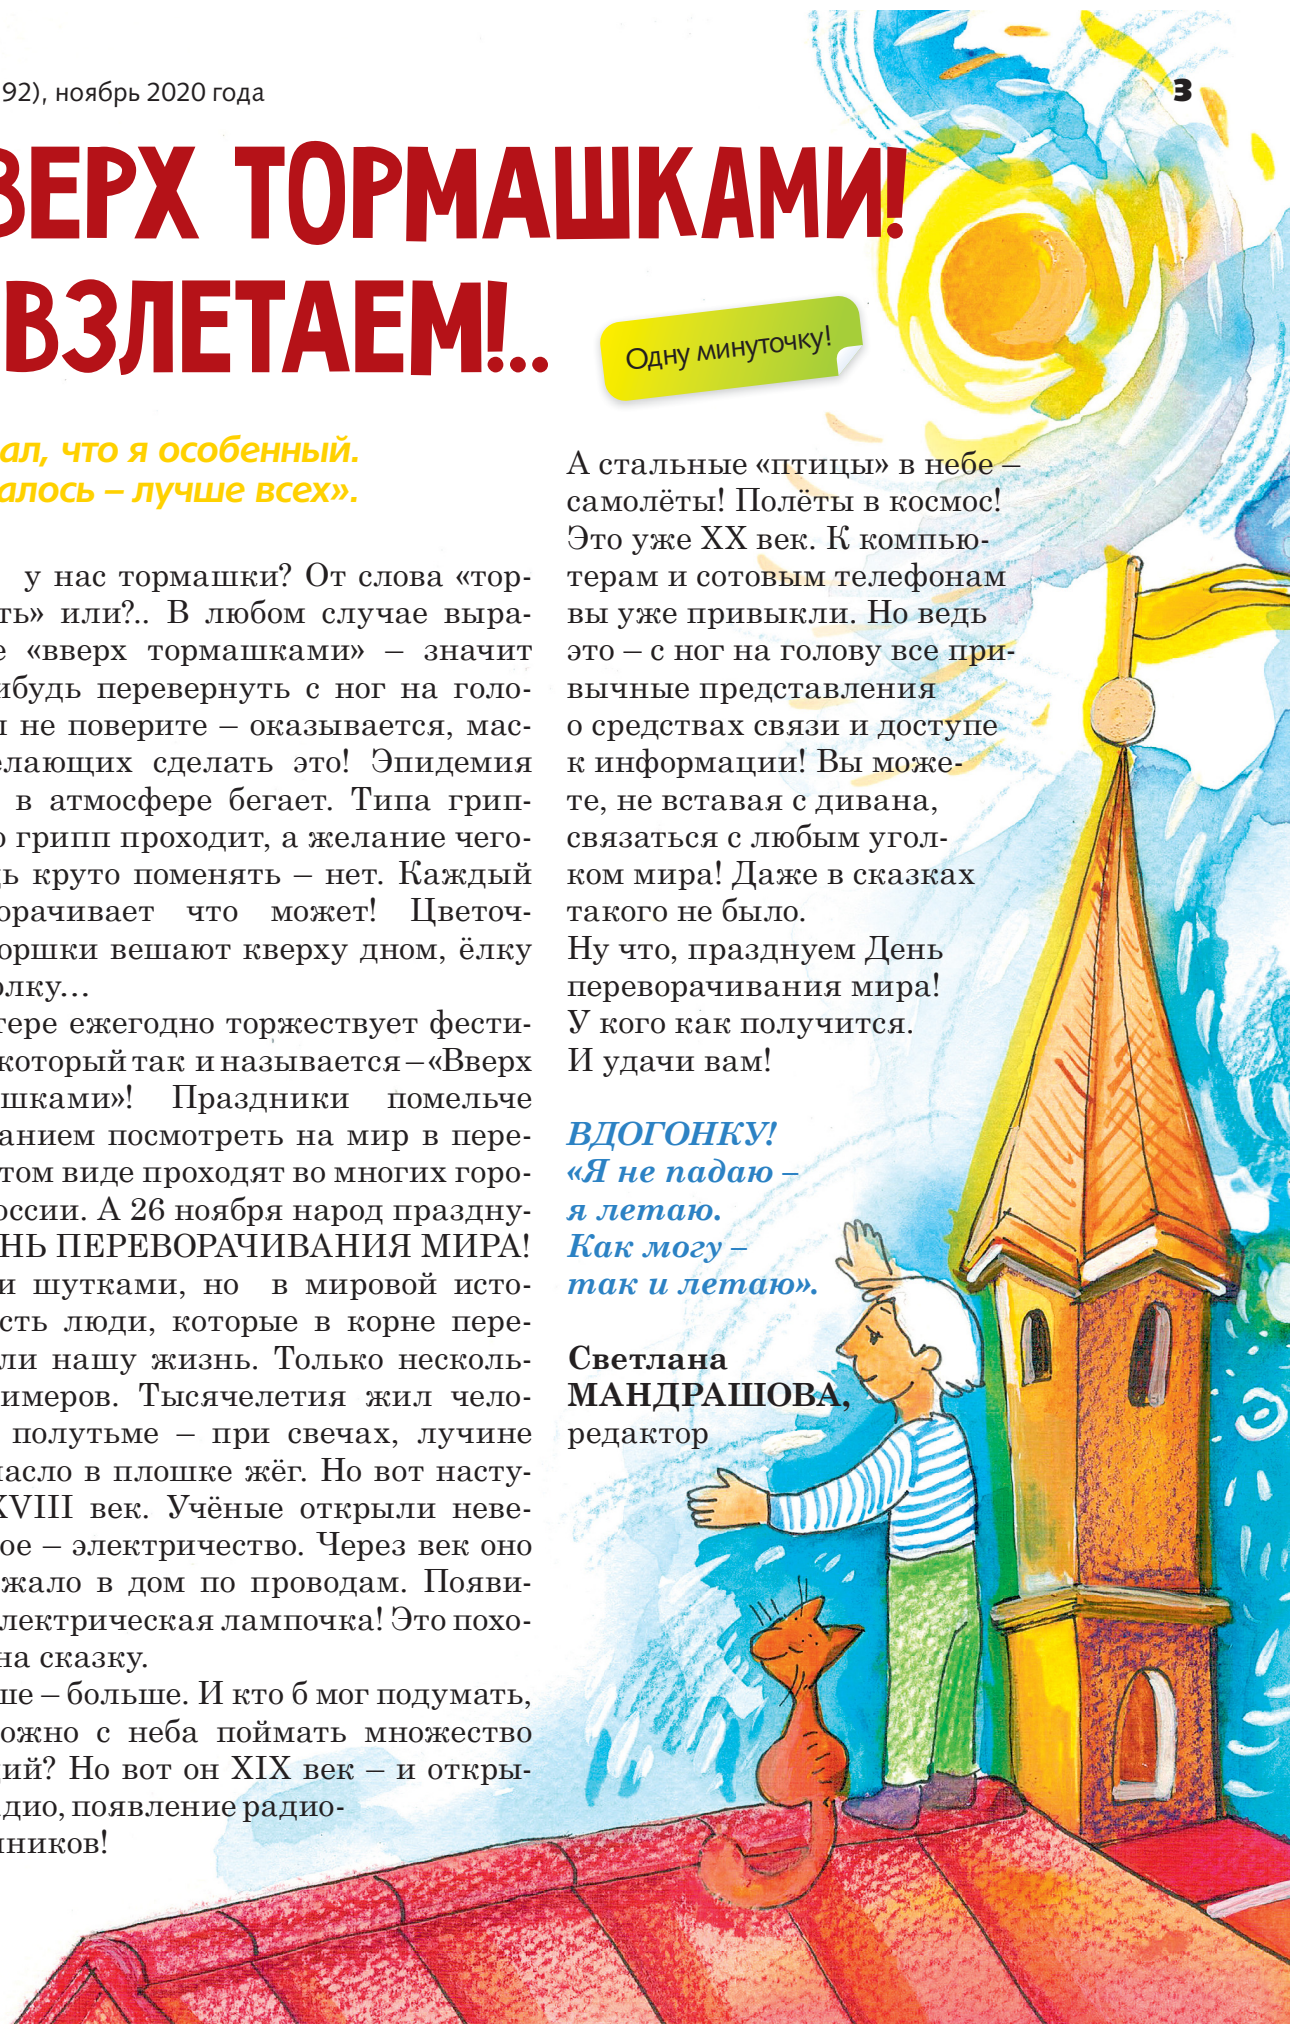 92), ноябрь 2020 года
3
ВЕРХ ТОРМАШКАМИ!
ВЗЛЕТАЕМ!..
Одну минуточку!
ал, что я особенный.
алось – лучше всех».
у нас тормашки? От слова «тор-
ть» или?.. В любом случае выра-
е «вверх тормашками» – значит
ибудь перевернуть с ног на голо-
не поверите – оказывается, мас-
елающих сделать это! Эпидемия
в атмосфере бегает. Типа грип-
о грипп проходит, а желание чего-
дь круто поменять – нет. Каждый
орачивает что может! Цветоч-
оршки вешают кверху дном, ёлку
олку...
тере ежегодно торжествует фести-
который так и называется – «Вверх
шками»! Праздники помельче
анием посмотреть на мир в пере-
том виде проходят во многих горо-
оссии. А 26 ноября народ праздну-
НЬ ПЕРЕВОРАЧИВАНИЯ МИРА!
и шутками, но в мировой исто-
сть люди, которые в корне пере-
ли нашу жизнь. Только несколь-
имеров. Тысячелетия жил чело-
полутьме – при свечах, лучине
масло в плошке жёг. Но вот насту-
XVIII век. Учёные открыли неве-
ое – электричество. Через век оно
жало в дом по проводам. Появи-
лектрическая лампочка! Это похо-
на сказку.
ше – больше. И кто б мог подумать,
ожно с неба поймать множество
ций? Но вот он XIX век – и откры-
дио, появление радио-
ников!
А стальные «птицы» в небе –
самолёты! Полёты в космос!
Это уже XX век. К компью-
терам и сотовым телефонам
вы уже привыкли. Но ведь
это – с ног на голову все при-
вычные представления
о средствах связи и доступе
к информации! Вы може-
те, не вставая с дивана,
связаться с любым угол-
ком мира! Даже в сказках
такого не было.
Ну что, празднуем День
переворачивания мира!
У кого как получится.
И удачи вам!
ВДОГОНКУ!
«Я не падаю –
я летаю.
Как могу –
так и летаю».
Светлана
МАНДРАШОВА,
редактор